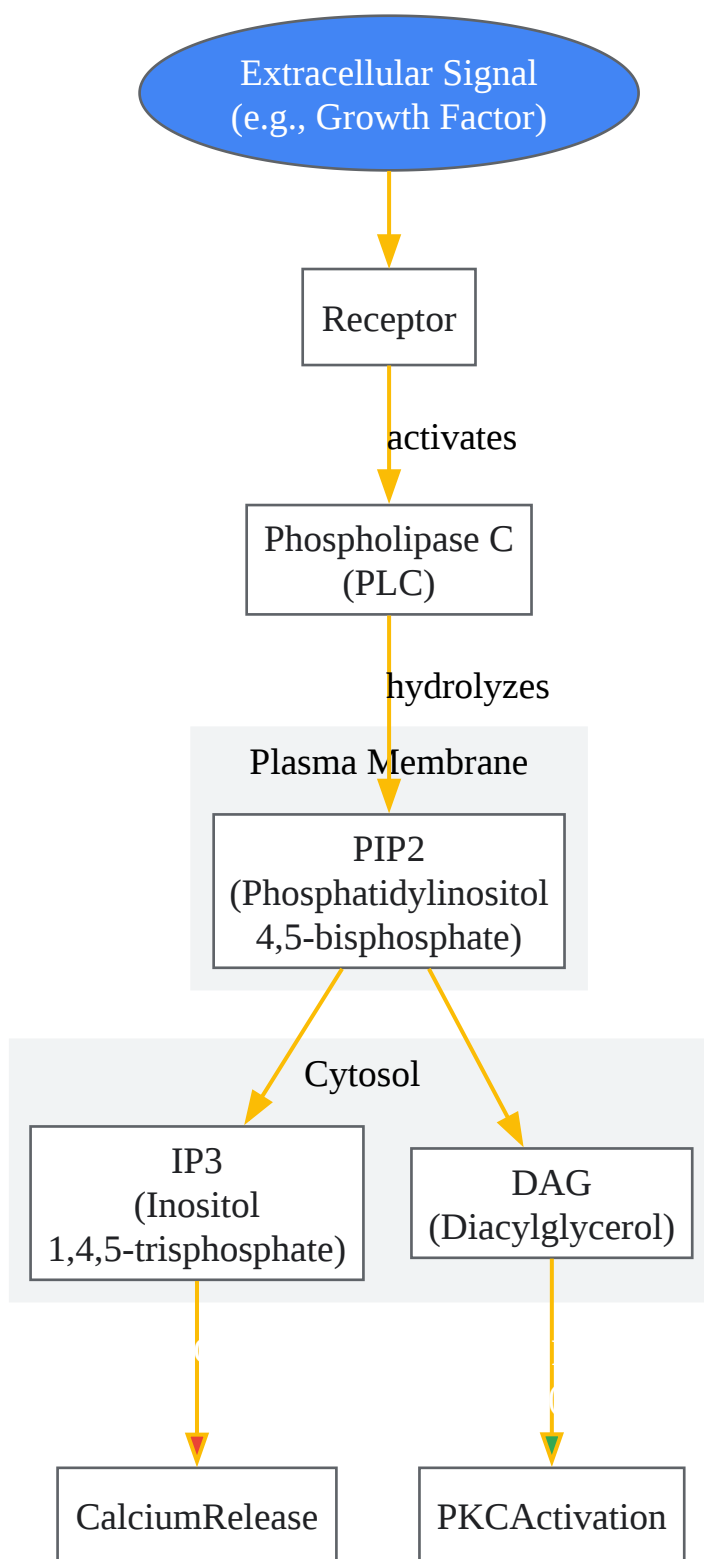 Extracellular Signal
(e.g., Growth Factor)
Receptor
activates
Phospholipase C
(PLC)
hydrolyzes
Plasma Membrane
PIP2
(Phosphatidylinositol
4,5-bisphosphate)
Cytosol
IP3
(Inositol
1,4,5-trisphosphate)
DAG
(Diacylglycerol)
CalciumRelease
PKCActivation